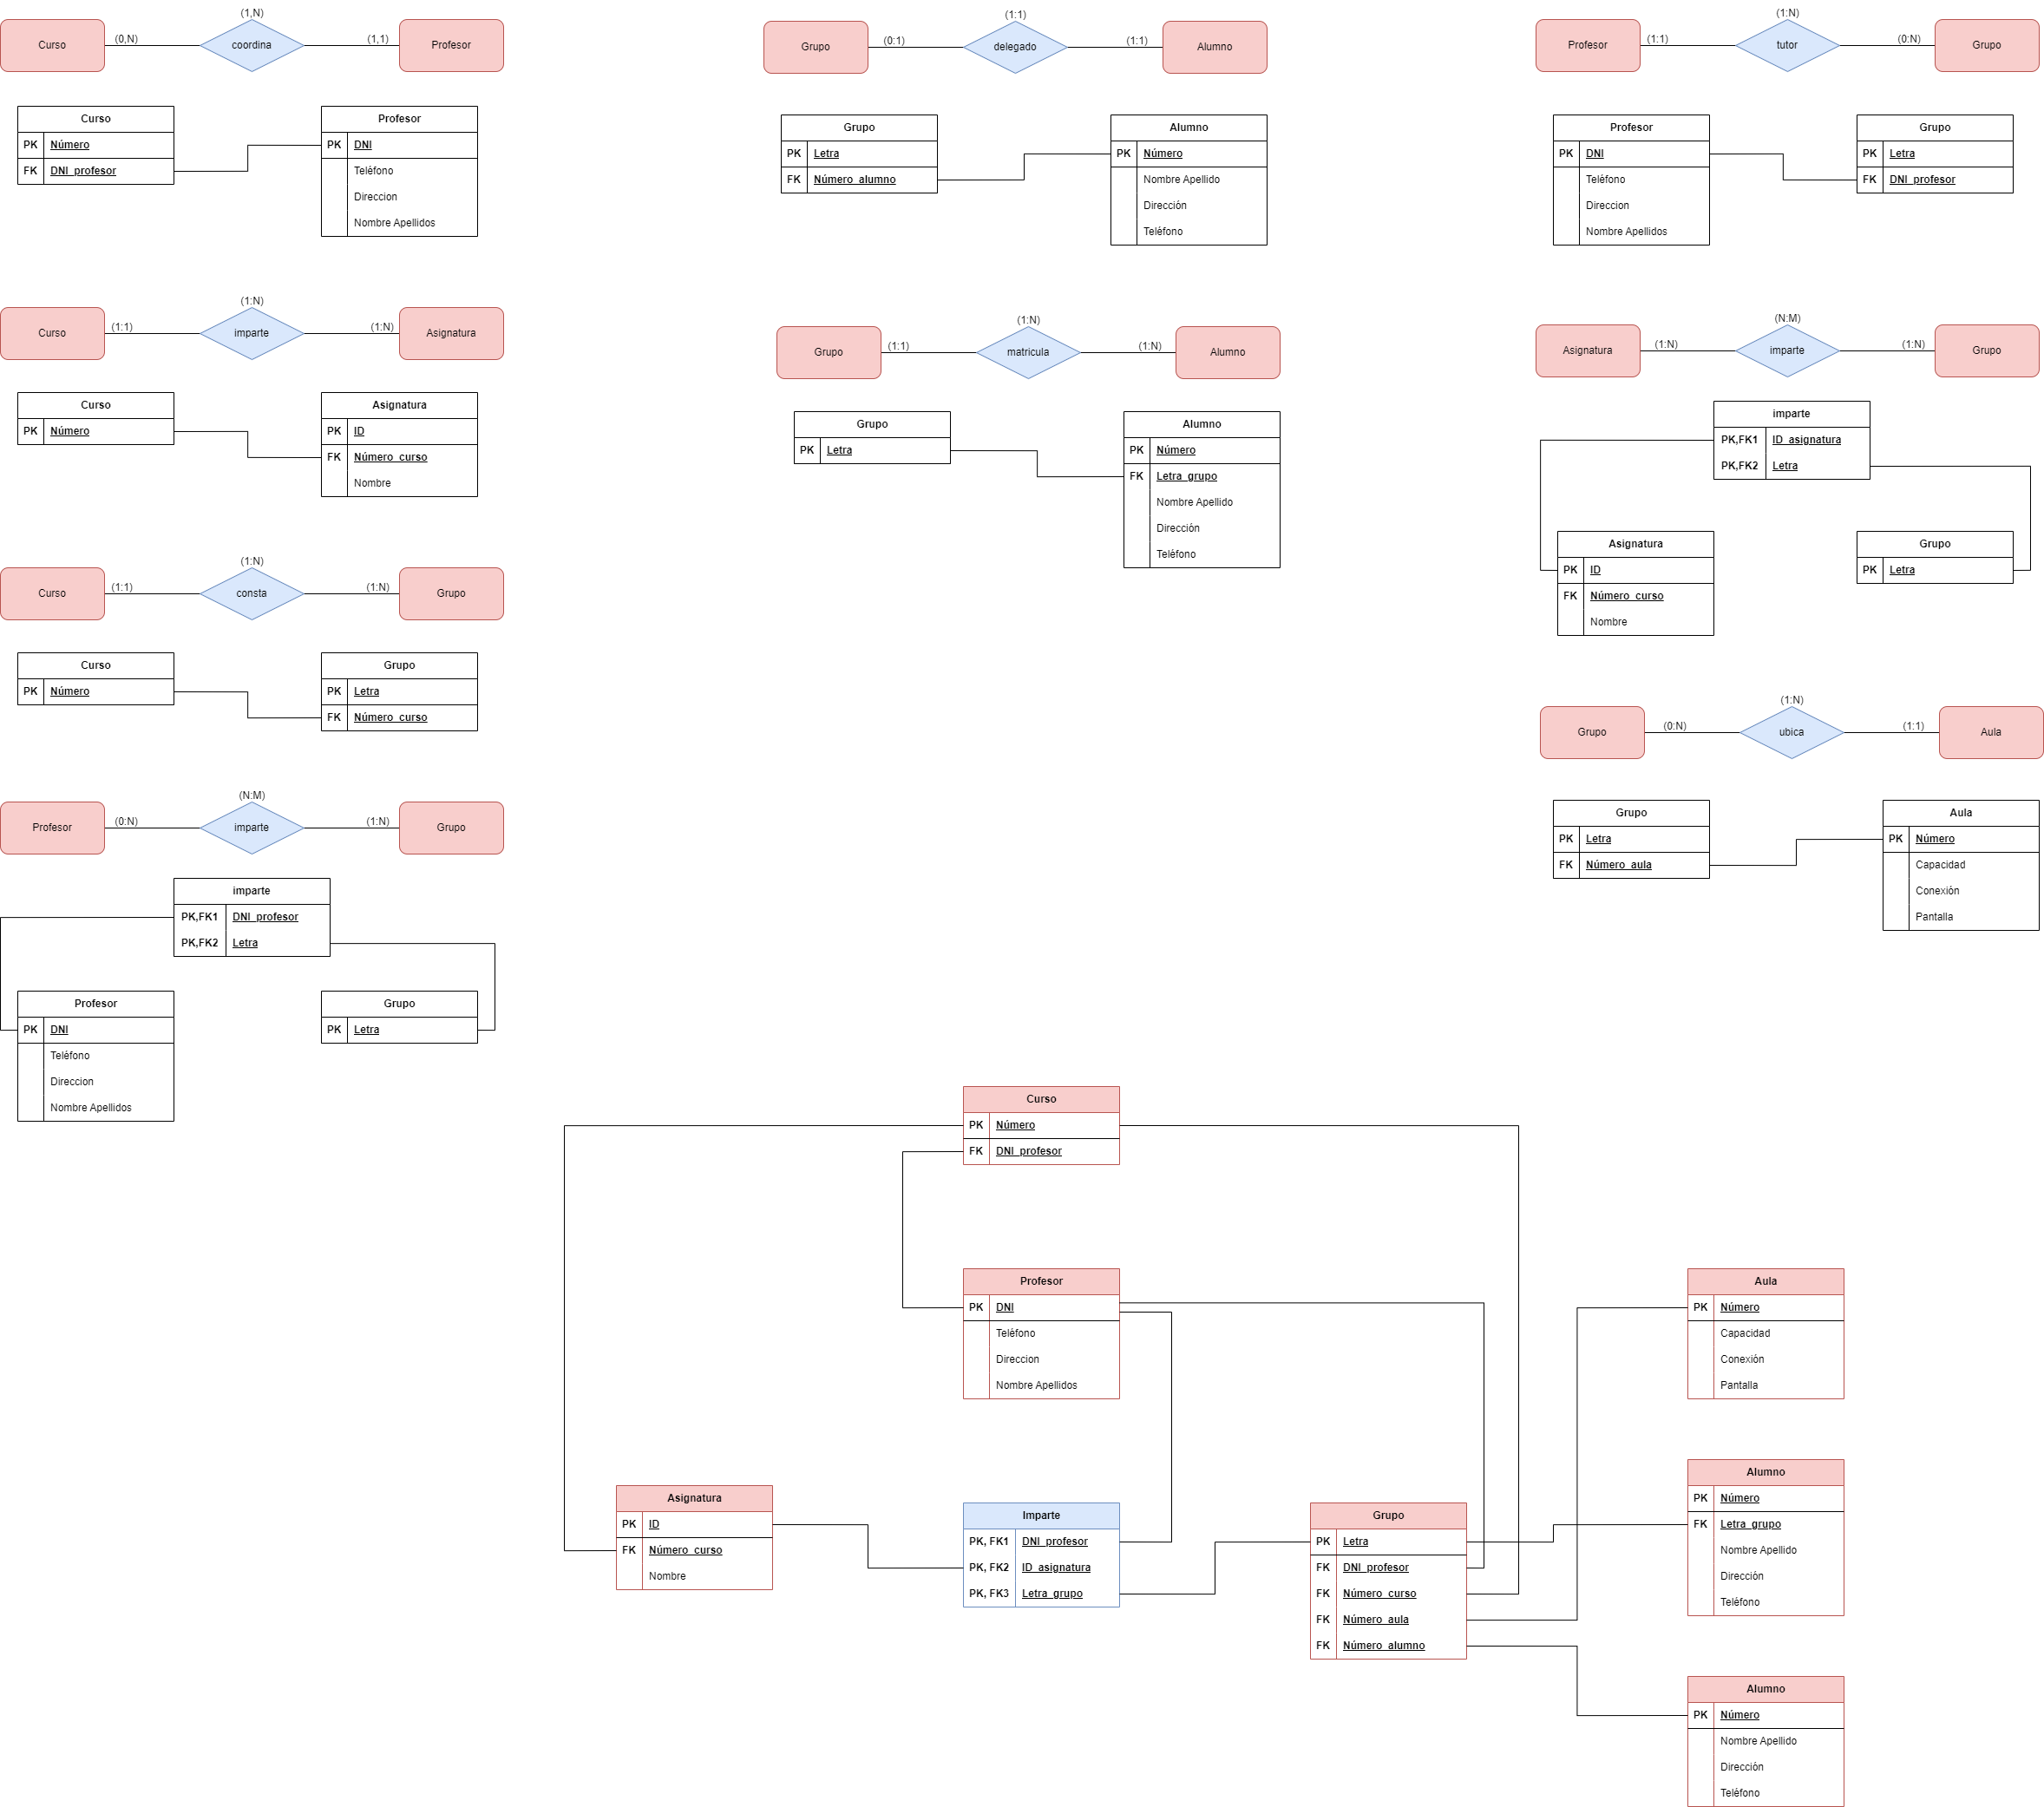 (1,N)
Curso (0,N) coordina (1,1) Profesor
Curso
PK Número
FK DNI_profesor
Profesor
PK DNI
Teléfono
Direccion
Nombre Apellidos
(1:1)
Grupo (0:1) delegado (1:1) Alumno
Grupo
PK Letra
FK Número_alumno
Alumno
PK Número
Nombre Apellido
Dirección
Teléfono
(1:N)
Profesor (1:1) tutor (0:N) Grupo
Profesor
PK DNI
Teléfono
Direccion
Nombre Apellidos
Grupo
PK Letra
FK DNI_profesor
(1:N)
Curso (1:1) imparte (1:N) Asignatura
Curso
PK Número
Asignatura
PK ID
FK Número_curso
Nombre
(1:N)
Grupo (1:1) matricula (1:N) Alumno
Grupo
PK Letra
Alumno
PK Número
FK Letra_grupo
Nombre Apellido
Dirección
Teléfono
(N:M)
Asignatura (1:N) imparte (1:N) Grupo
imparte
PK,FK1 ID_asignatura
PK,FK2 Letra
Asignatura
PK ID
FK Número_curso
Nombre
Grupo
PK Letra
(1:N)
Curso (1:1) consta (1:N) Grupo
Curso
PK Número
Grupo
PK Letra
FK Número_curso
(1:N)
Grupo (0:N) ubica (1:1) Aula
Grupo
PK Letra
FK Número_aula
Aula
PK Número
Capacidad
Conexión
Pantalla
(N:M)
Profesor (0:N) imparte (1:N) Grupo
imparte
PK,FK1 DNI_profesor
PK,FK2 Letra
Profesor
PK DNI
Teléfono
Direccion
Nombre Apellidos
Grupo
PK Letra
Curso
PK Número
FK DNI_profesor
Profesor
PK DNI
Teléfono
Direccion
Nombre Apellidos
Aula
PK Número
Capacidad
Conexión
Pantalla
Asignatura
PK ID
FK Número_curso
Nombre
Imparte
PK, FK1 DNI_profesor
PK, FK2 ID_asignatura
PK, FK3 Letra_grupo
Grupo
PK Letra
FK DNI_profesor
FK Número_curso
FK Número_aula
FK Número_alumno
Alumno
PK Número
FK Letra_grupo
Nombre Apellido
Dirección
Teléfono
Alumno
PK Número
Nombre Apellido
Dirección
Teléfono